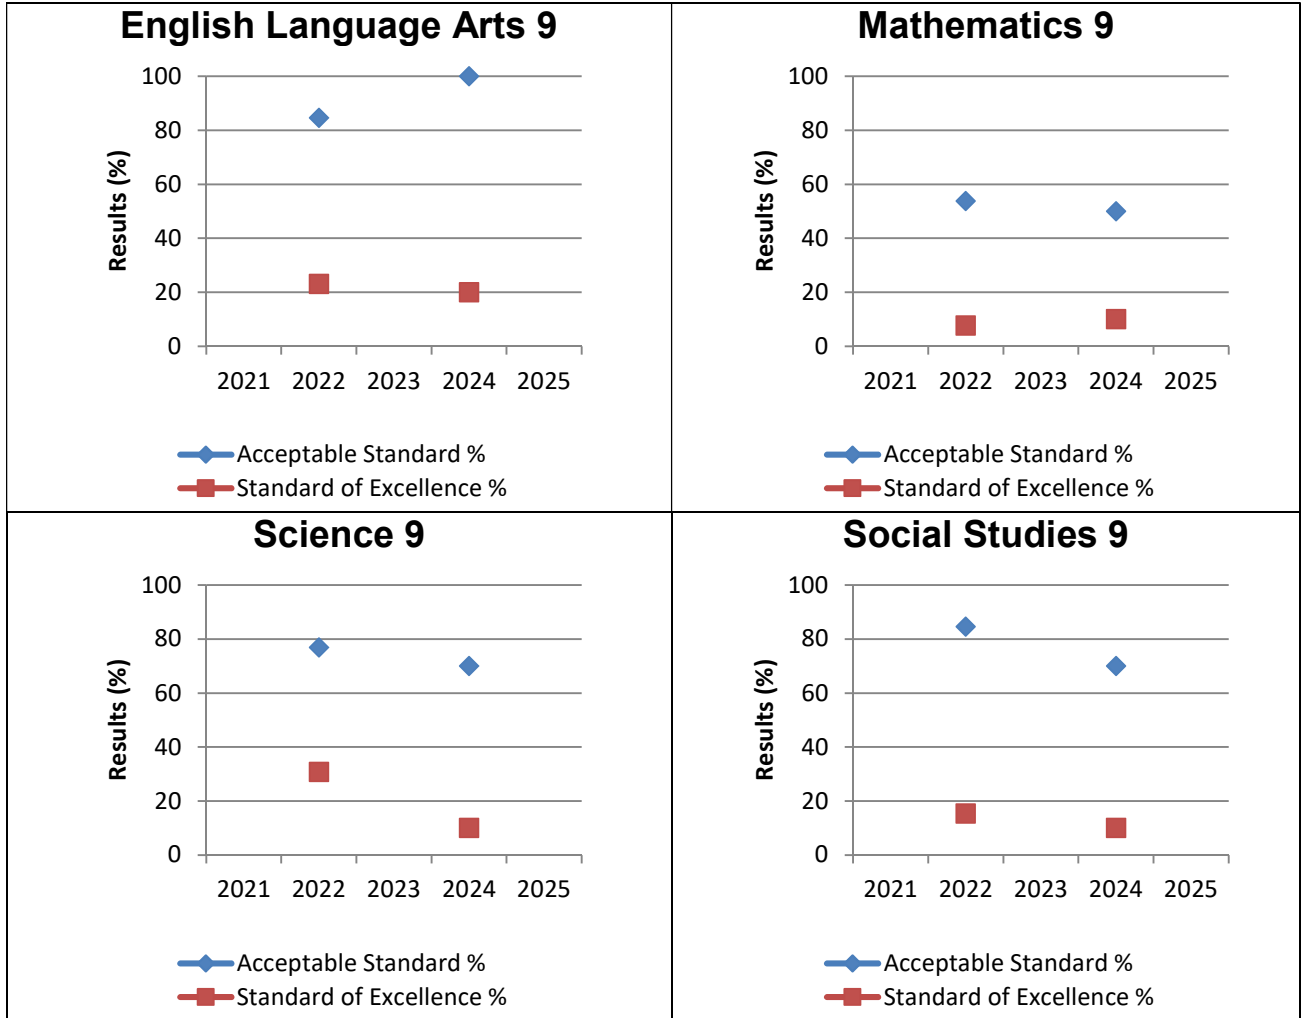 English Language Arts 9
100
80
60
40
20
0
Results (%)
2021 2022 2023 2024 2025
Acceptable Standard %
Standard of Excellence %
Mathematics 9
100
80
60
40
20
0
Results (%)
2021 2022 2023 2024 2025
Acceptable Standard %
Standard of Excellence %
Science 9
100
80
60
40
20
0
Results (%)
2021 2022 2023 2024 2025
Acceptable Standard %
Standard of Excellence %
Social Studies 9
100
80
60
40
20
0
Results (%)
2021 2022 2023 2024 2025
Acceptable Standard %
Standard of Excellence %